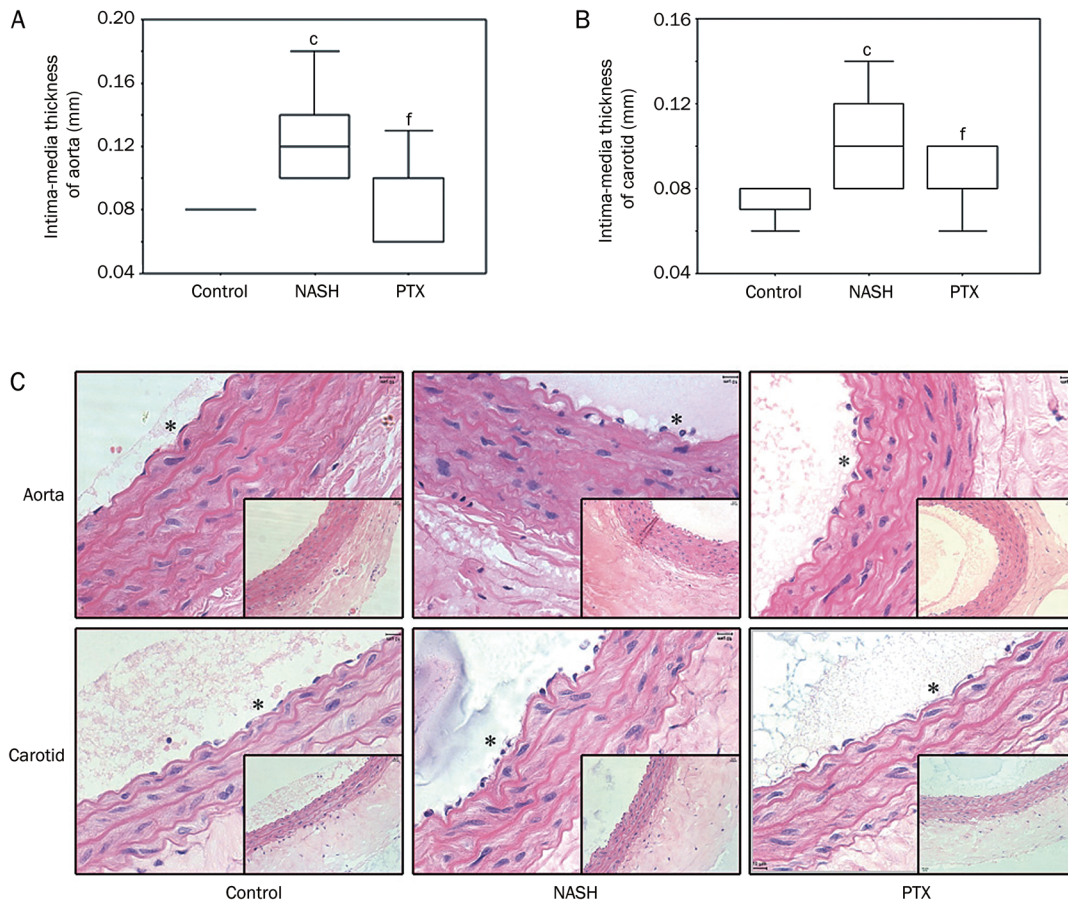 A
Intima-media thickness
of aorta (mm)
0.20
0.16
0.12
0.08
0.04
c
f
Control
NASH
PTX
B
Intima-media thickness
of carotid (mm)
0.16
0.12
0.08
0.04
c
f
Control
NASH
PTX
C
Aorta
*
*
*
Carotid
*
*
*
Control
NASH
PTX